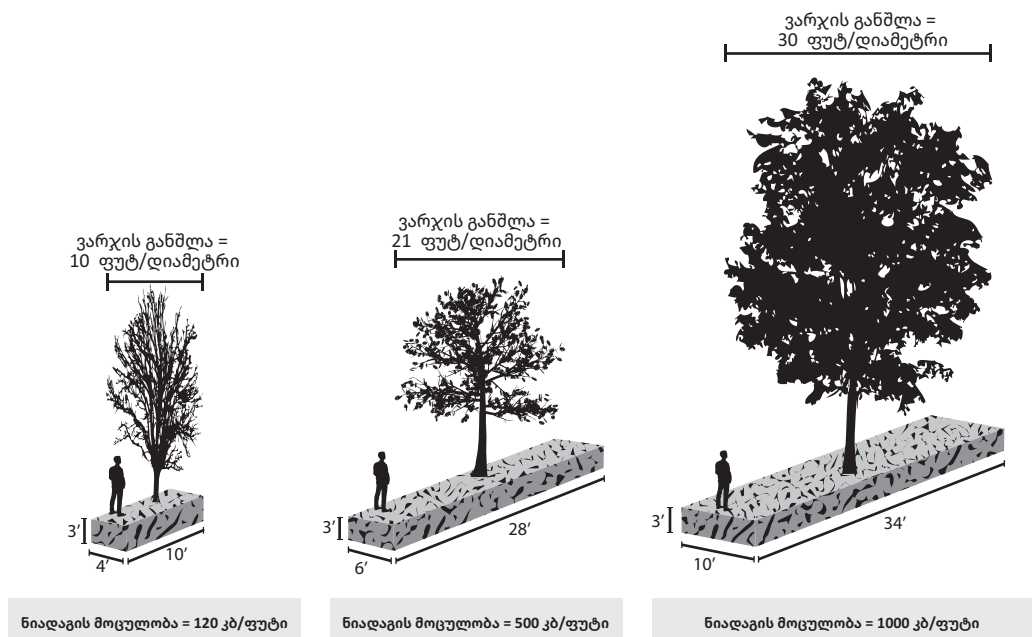 ვარჯის განშლა =
10 ფუტ/დიამეტრი
3′
4′
10′
ნიადაგის მოცულობა = 120 კბ/ფუტი
ვარჯის განშლა =
21 ფუტ/დიამეტრი
3′
6′
28′
ნიადაგის მოცულობა = 500 კბ/ფუტი
ვარჯის განშლა =
30 ფუტ/დიამეტრი
3′
10′
34′
ნიადაგის მოცულობა = 1000 კბ/ფუტი